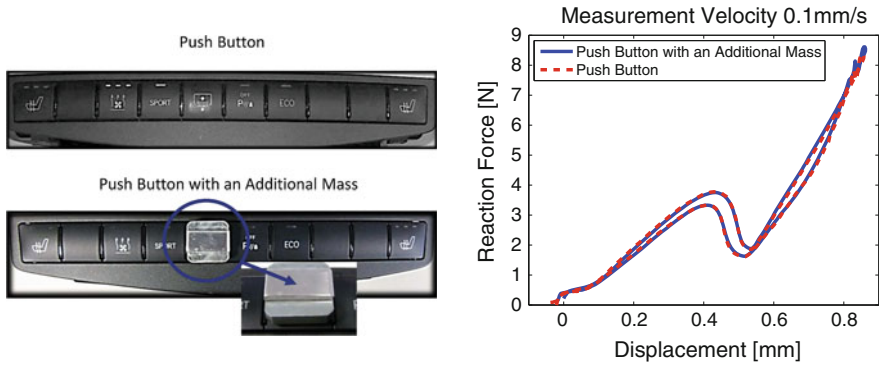 Push Button
SPORT
OFF
ECO
Push Button with an Additional Mass
SPORT
ECO
Measurement Velocity 0.1mm/s
Push Button with an Additional Mass
Push Button
Reaction Force [N]
9
8
7
6
5
4
3
2
1
0
0 0.2 0.4 0.6 0.8
Displacement [mm]